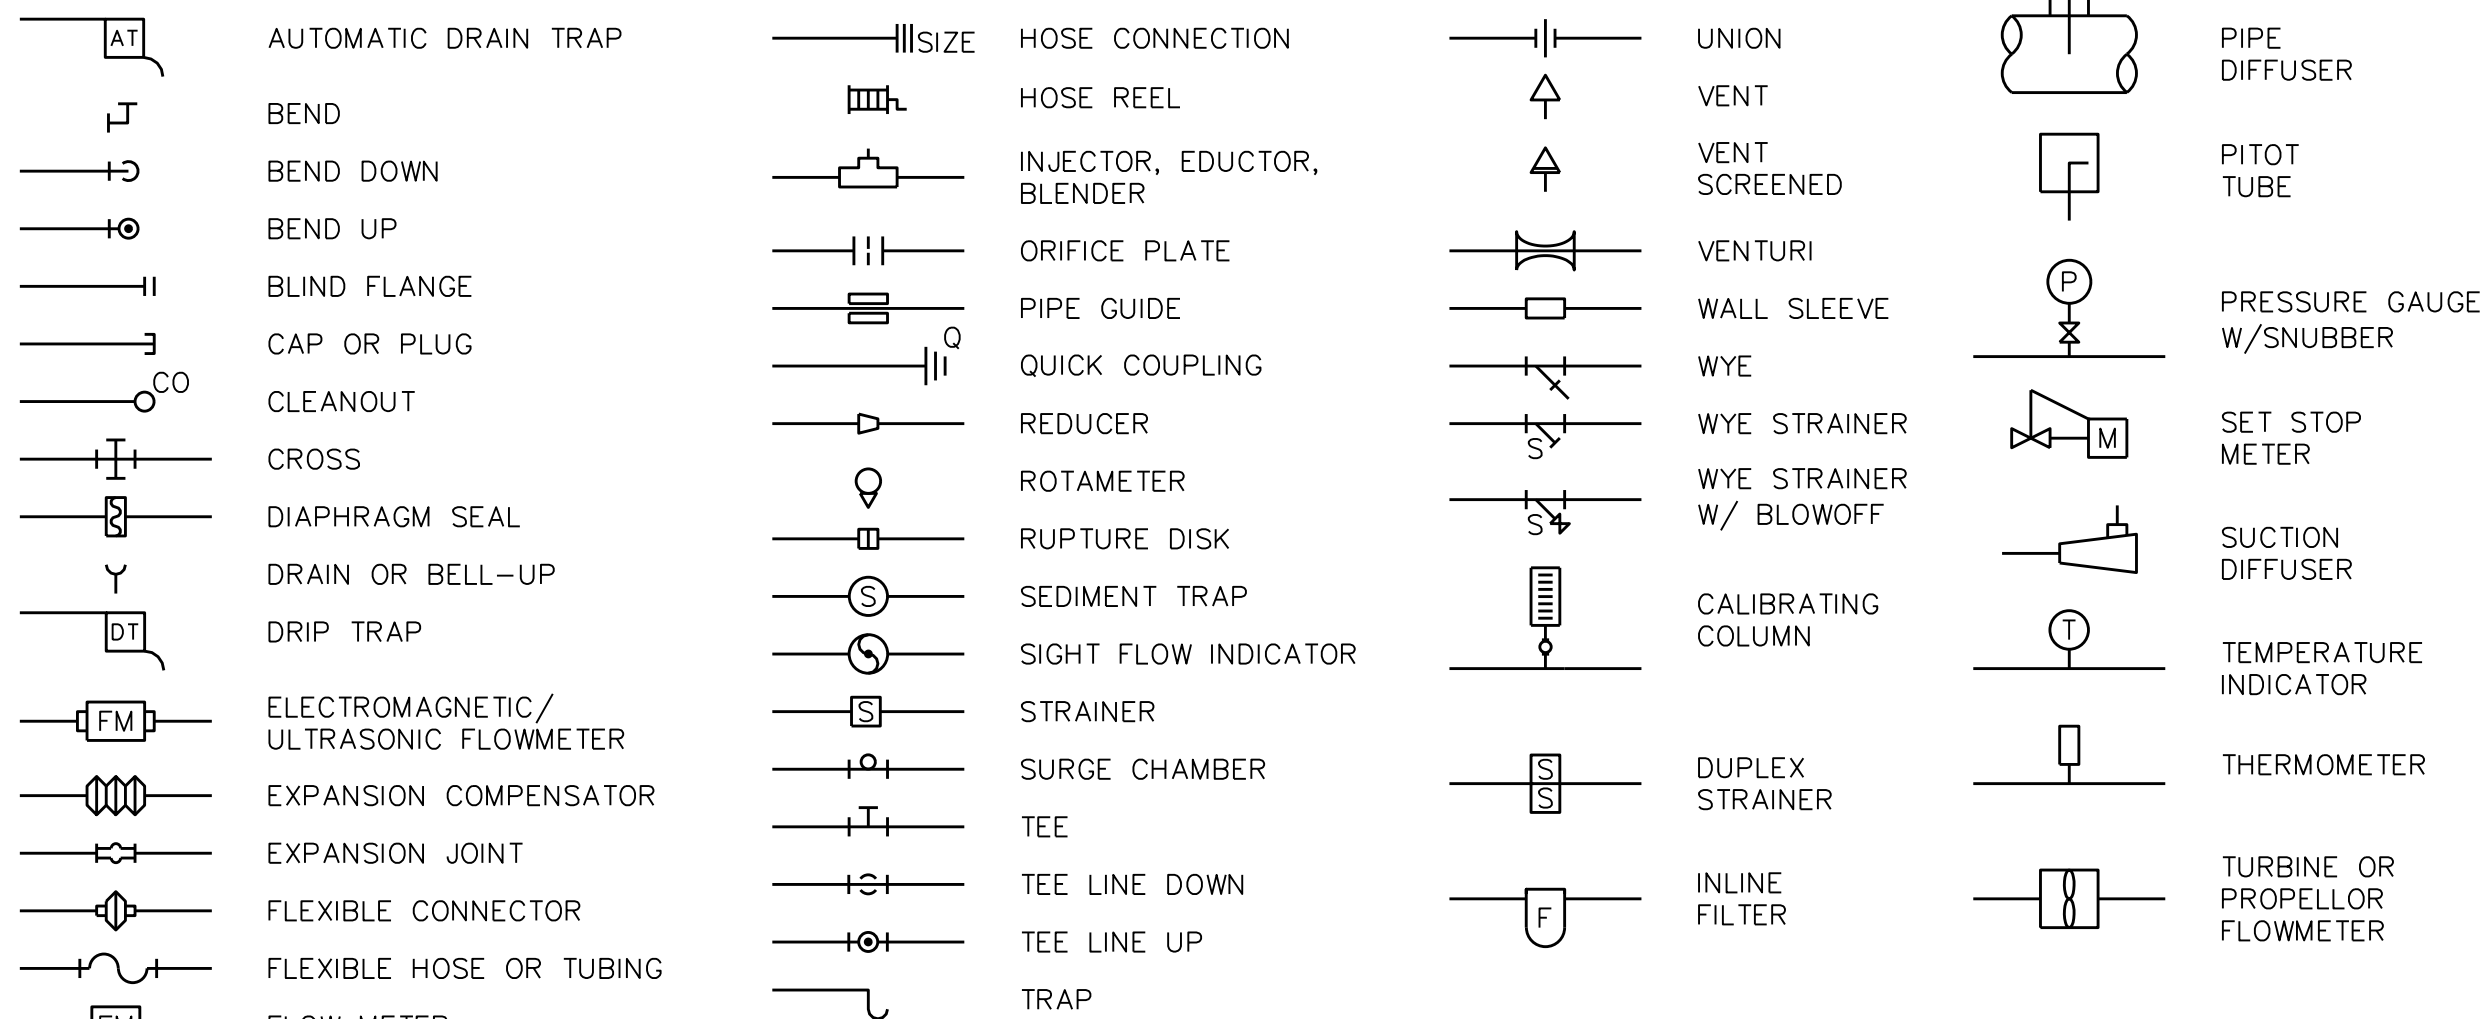 AT
AUTOMATIC DRAIN TRAP
BEND
BEND DOWN
BEND UP
BLIND FLANGE
CAP OR PLUG
CO
CLEANOUT
CROSS
DIAPHRAGM SEAL
DRAIN OR BELL-UP
DT
DRIP TRAP
FM
ELECTROMAGNETIC/
ULTRASONIC FLOWMETER
EXPANSION COMPENSATOR
EXPANSION JOINT
FLEXIBLE CONNECTOR
FLEXIBLE HOSE OR TUBING
FM
FLOW METER
SIZE
HOSE CONNECTION
HOSE REEL
INJECTOR, EDUCTOR,
BLENDER
ORIFICE PLATE
PIPE GUIDE
Q
QUICK COUPLING
REDUCER
ROTAMETER
RUPTURE DISK
S
SEDIMENT TRAP
SIGHT FLOW INDICATOR
S
STRAINER
SURGE CHAMBER
TEE
TEE LINE DOWN
TEE LINE UP
TRAP
UNION
VENT
VENT
SCREENED
VENTURI
WALL SLEEVE
WYE
S
WYE STRAINER
S
WYE STRAINER
W/ BLOWOFF
CALIBRATING
COLUMN
S
S
DUPLEX
STRAINER
F
INLINE
FILTER
PIPE
DIFFUSER
PITOT
TUBE
P
PRESSURE GAUGE
W/SNUBBER
M
SET STOP
METER
SUCTION
DIFFUSER
T
TEMPERATURE
INDICATOR
THERMOMETER
TURBINE OR
PROPELLOR
FLOWMETER